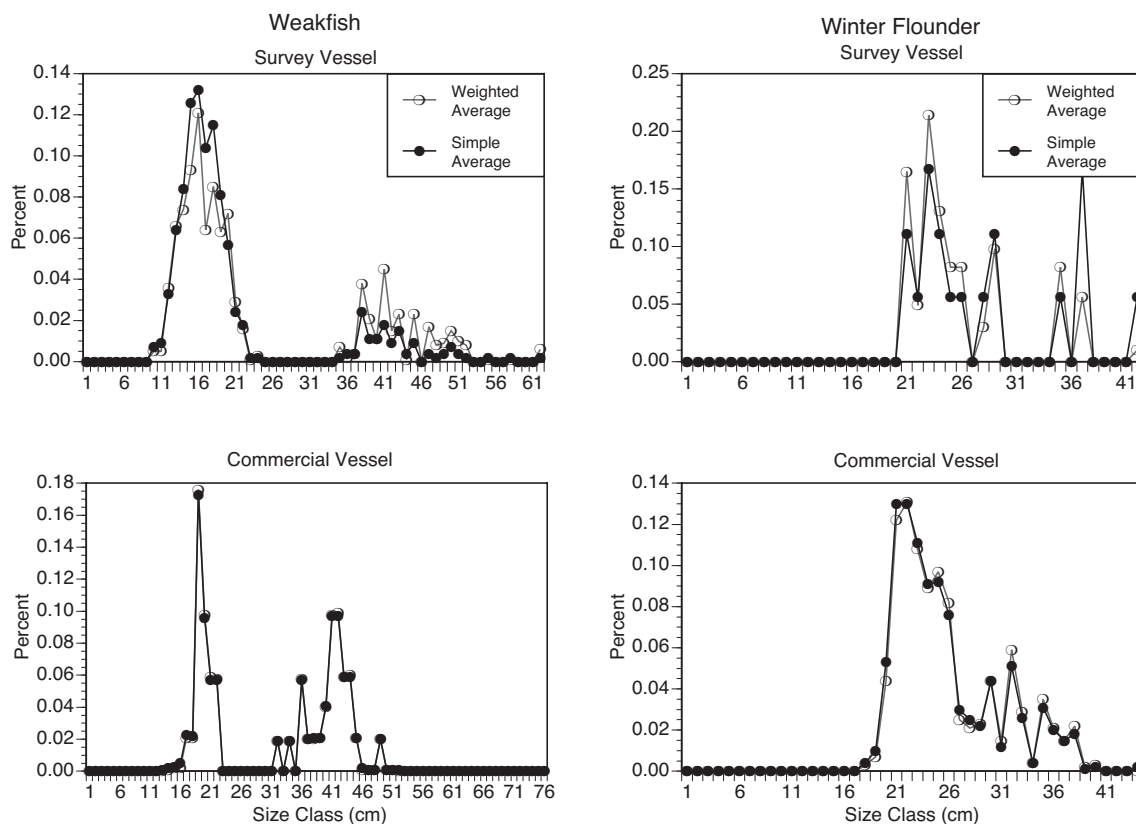 Weakfish
Survey Vessel
0.14
0.12
0.10
0.08
0.06
0.04
0.02
0.00
Percent
Weighted
Average
Simple
Average
1 6 11 16 21 26 31 36 41 46 51 56 61
Winter Flounder
Survey Vessel
0.25
0.20
0.15
0.10
0.05
0.00
Percent
Weighted
Average
Simple
Average
1 6 11 16 21 26 31 36 41
Commercial Vessel
0.18
0.16
0.14
0.12
0.10
0.08
0.06
0.04
0.02
0.00
Percent
1 6 11 16 21 26 31 36 41 46 51 56 61 66 71 76
Size Class (cm)
Commercial Vessel
0.14
0.12
0.10
0.08
0.06
0.04
0.02
0.00
Percent
1 6 11 16 21 26 31 36 41
Size Class (cm)